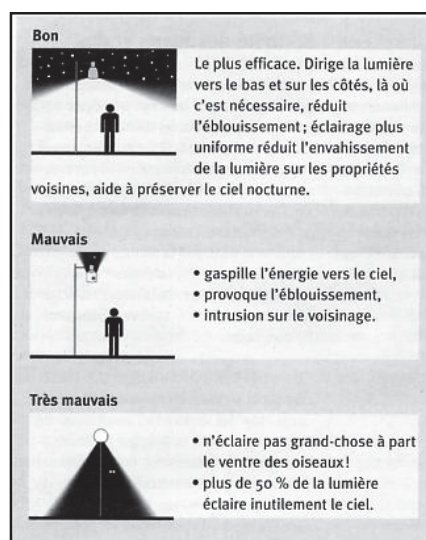 Bon
Le plus efficace. Dirige la lumière
vers le bas et sur les côtés, là où
c'est nécessaire, réduit
l'éblouissement ; éclairage plus
uniforme réduit l'envahissement
de la lumière sur les propriétés
voisines, aide à préserver le ciel nocturne.
Mauvais
• gaspille l'énergie vers le ciel,
• provoque l'éblouissement,
• intrusion sur le voisinage.
Très mauvais
• n'éclaire pas grand-chose à part
le ventre des oiseaux !
• plus de 50 % de la lumière
éclaire inutilement le ciel.